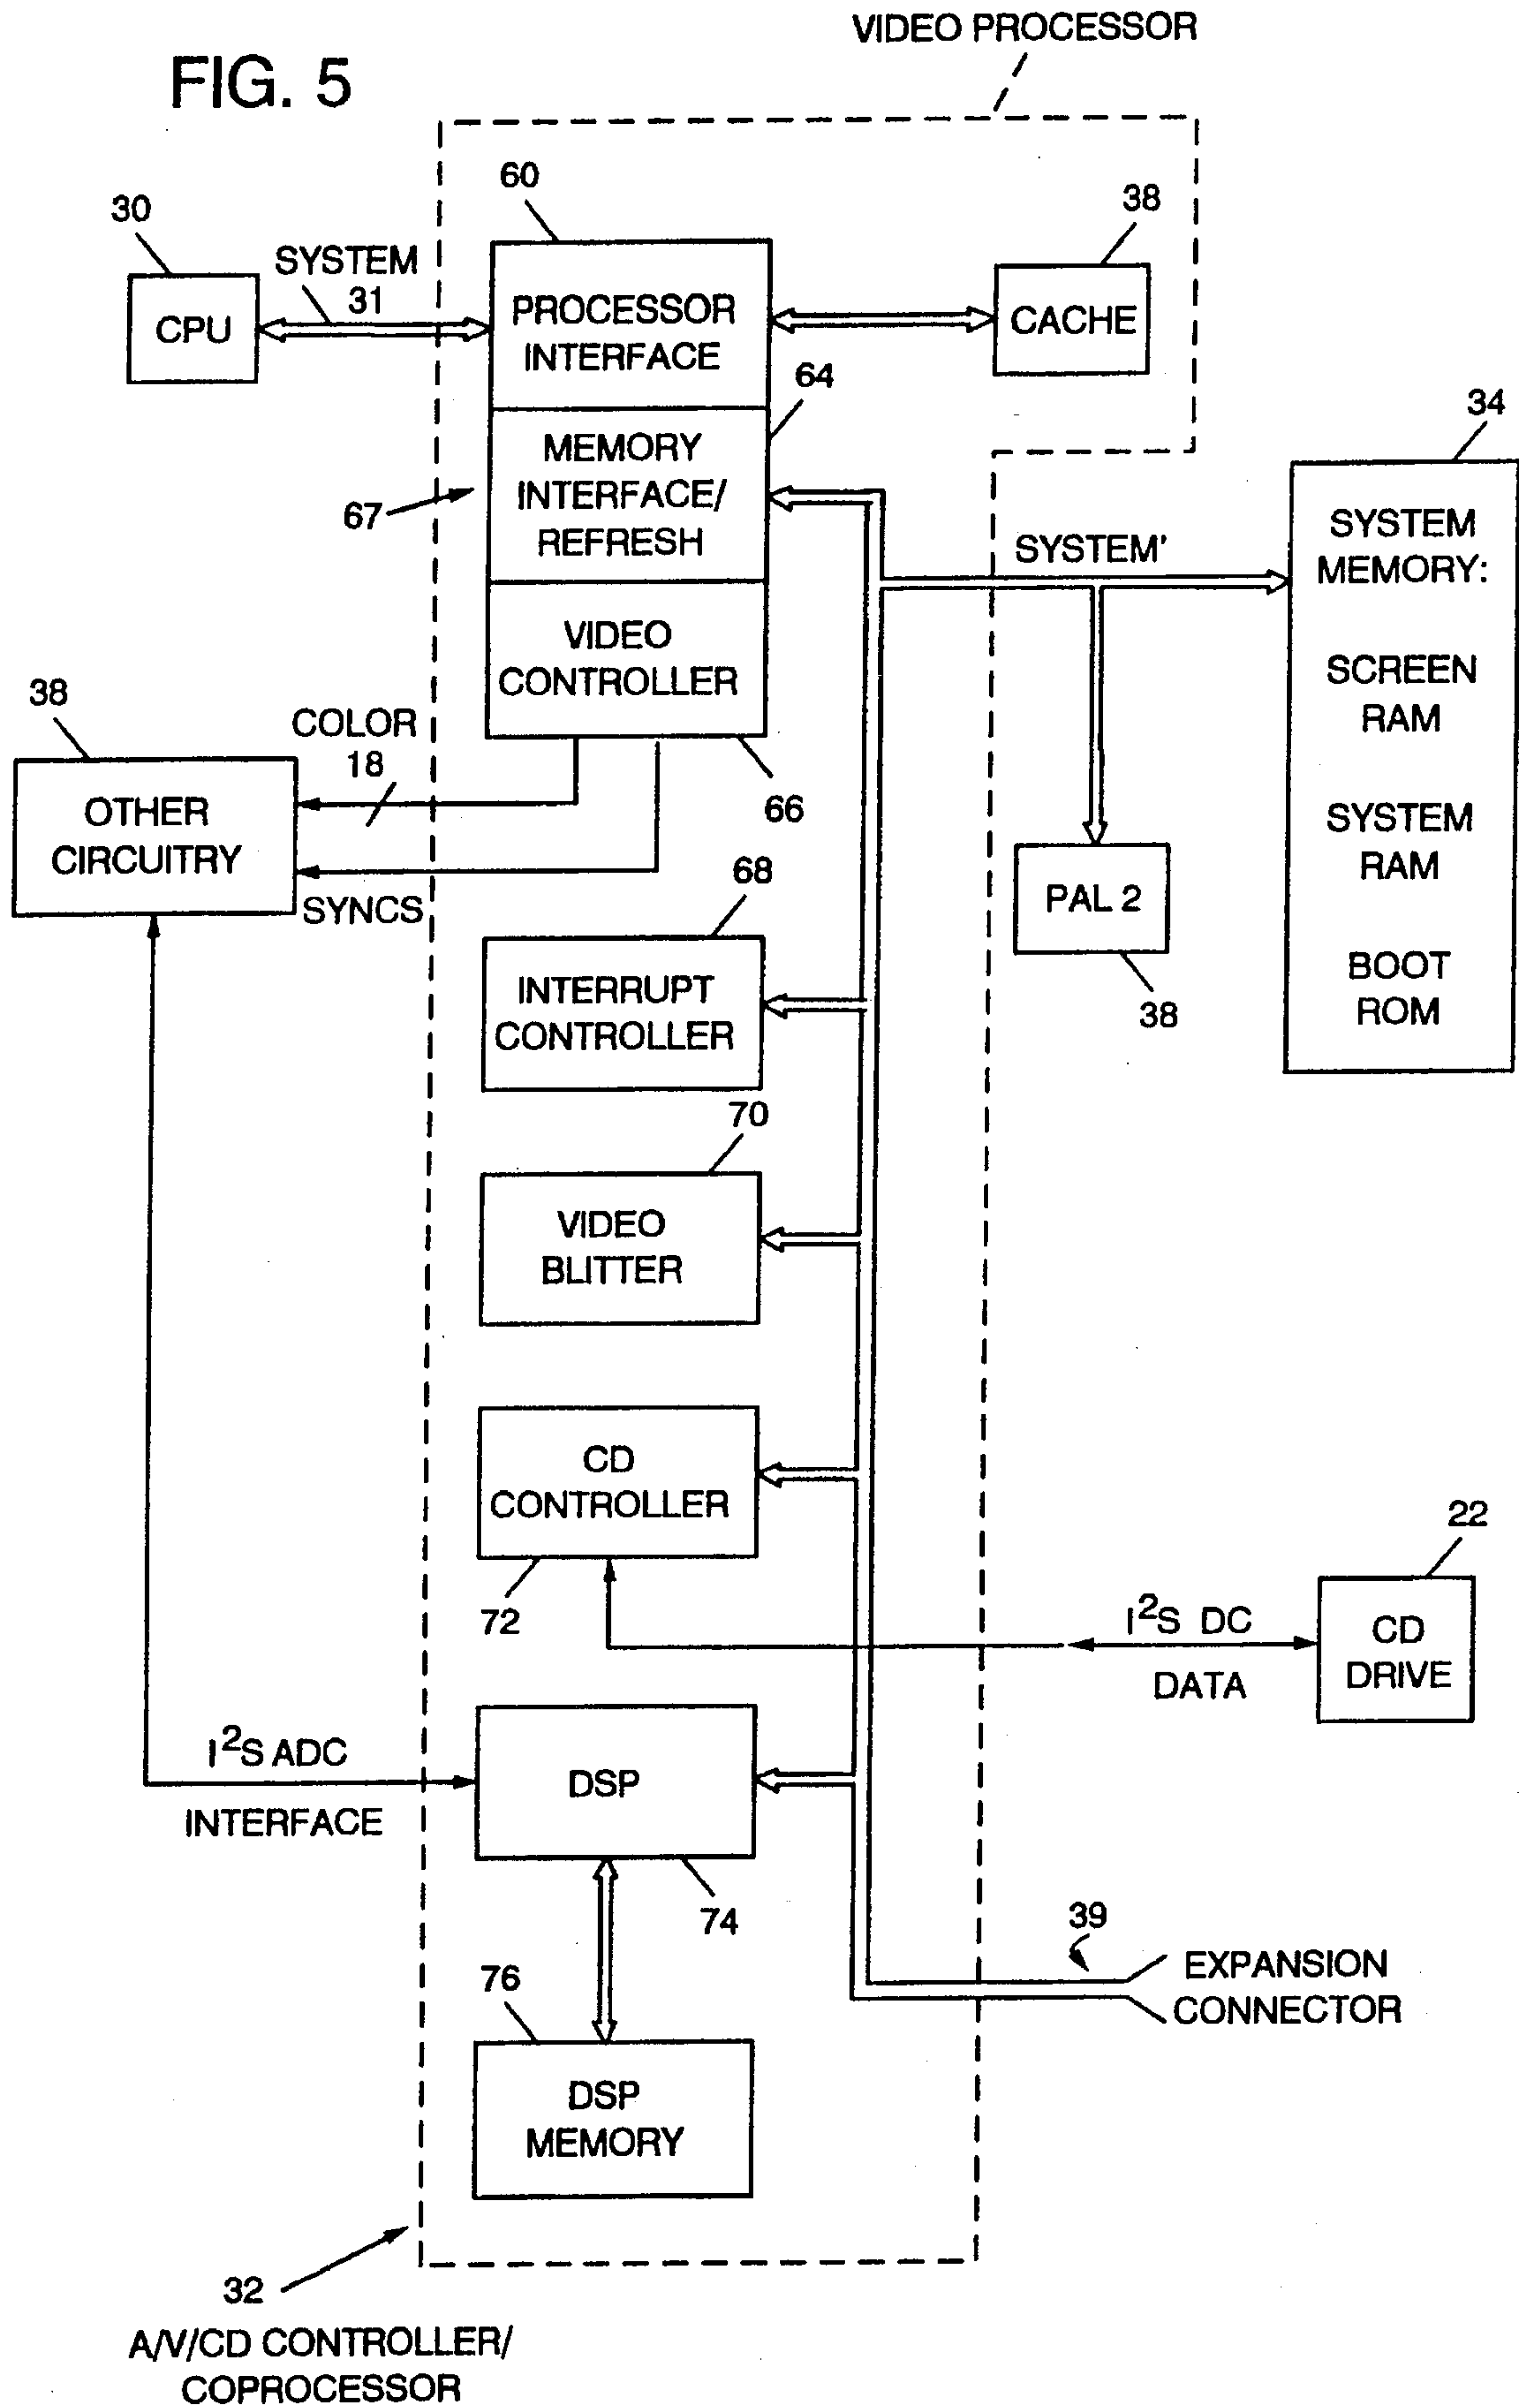 VIDEO PROCESSOR
FIG. 5
60
30
38
SYSTEM
31
CPU
PROCESSOR
INTERFACE
CACHE
64
34
MEMORY
INTERFACE/
REFRESH
67
SYSTEM'
SYSTEM
MEMORY:
SCREEN
RAM
SYSTEM
RAM
BOOT
ROM
VIDEO
CONTROLLER
38
COLOR
18
66
OTHER
CIRCUITRY
SYNCS
68
PAL 2
38
INTERRUPT
CONTROLLER
70
VIDEO
BLITTER
CD
CONTROLLER
72
22
I²S DC
DATA
CD
DRIVE
I²S ADC
INTERFACE
DSP
74
39
EXPANSION
CONNECTOR
76
DSP
MEMORY
32
A/V/CD CONTROLLER/
COPROCESSOR